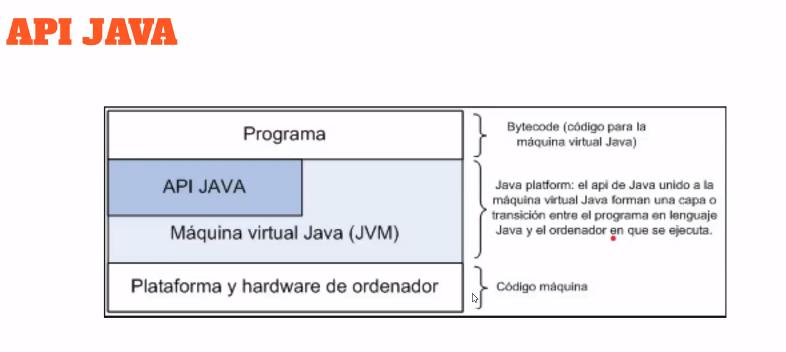 API JAVA
Programa
Bytecode (código para la
máquina virtual Java)
API JAVA
Máquina virtual Java (JVM)
Java platform: el api de Java unido a la
máquina virtual Java forman una capa o
transición entre el programa en lenguaje
Java y el ordenador en que se ejecuta.
Plataforma y hardware de ordenador
Código máquina